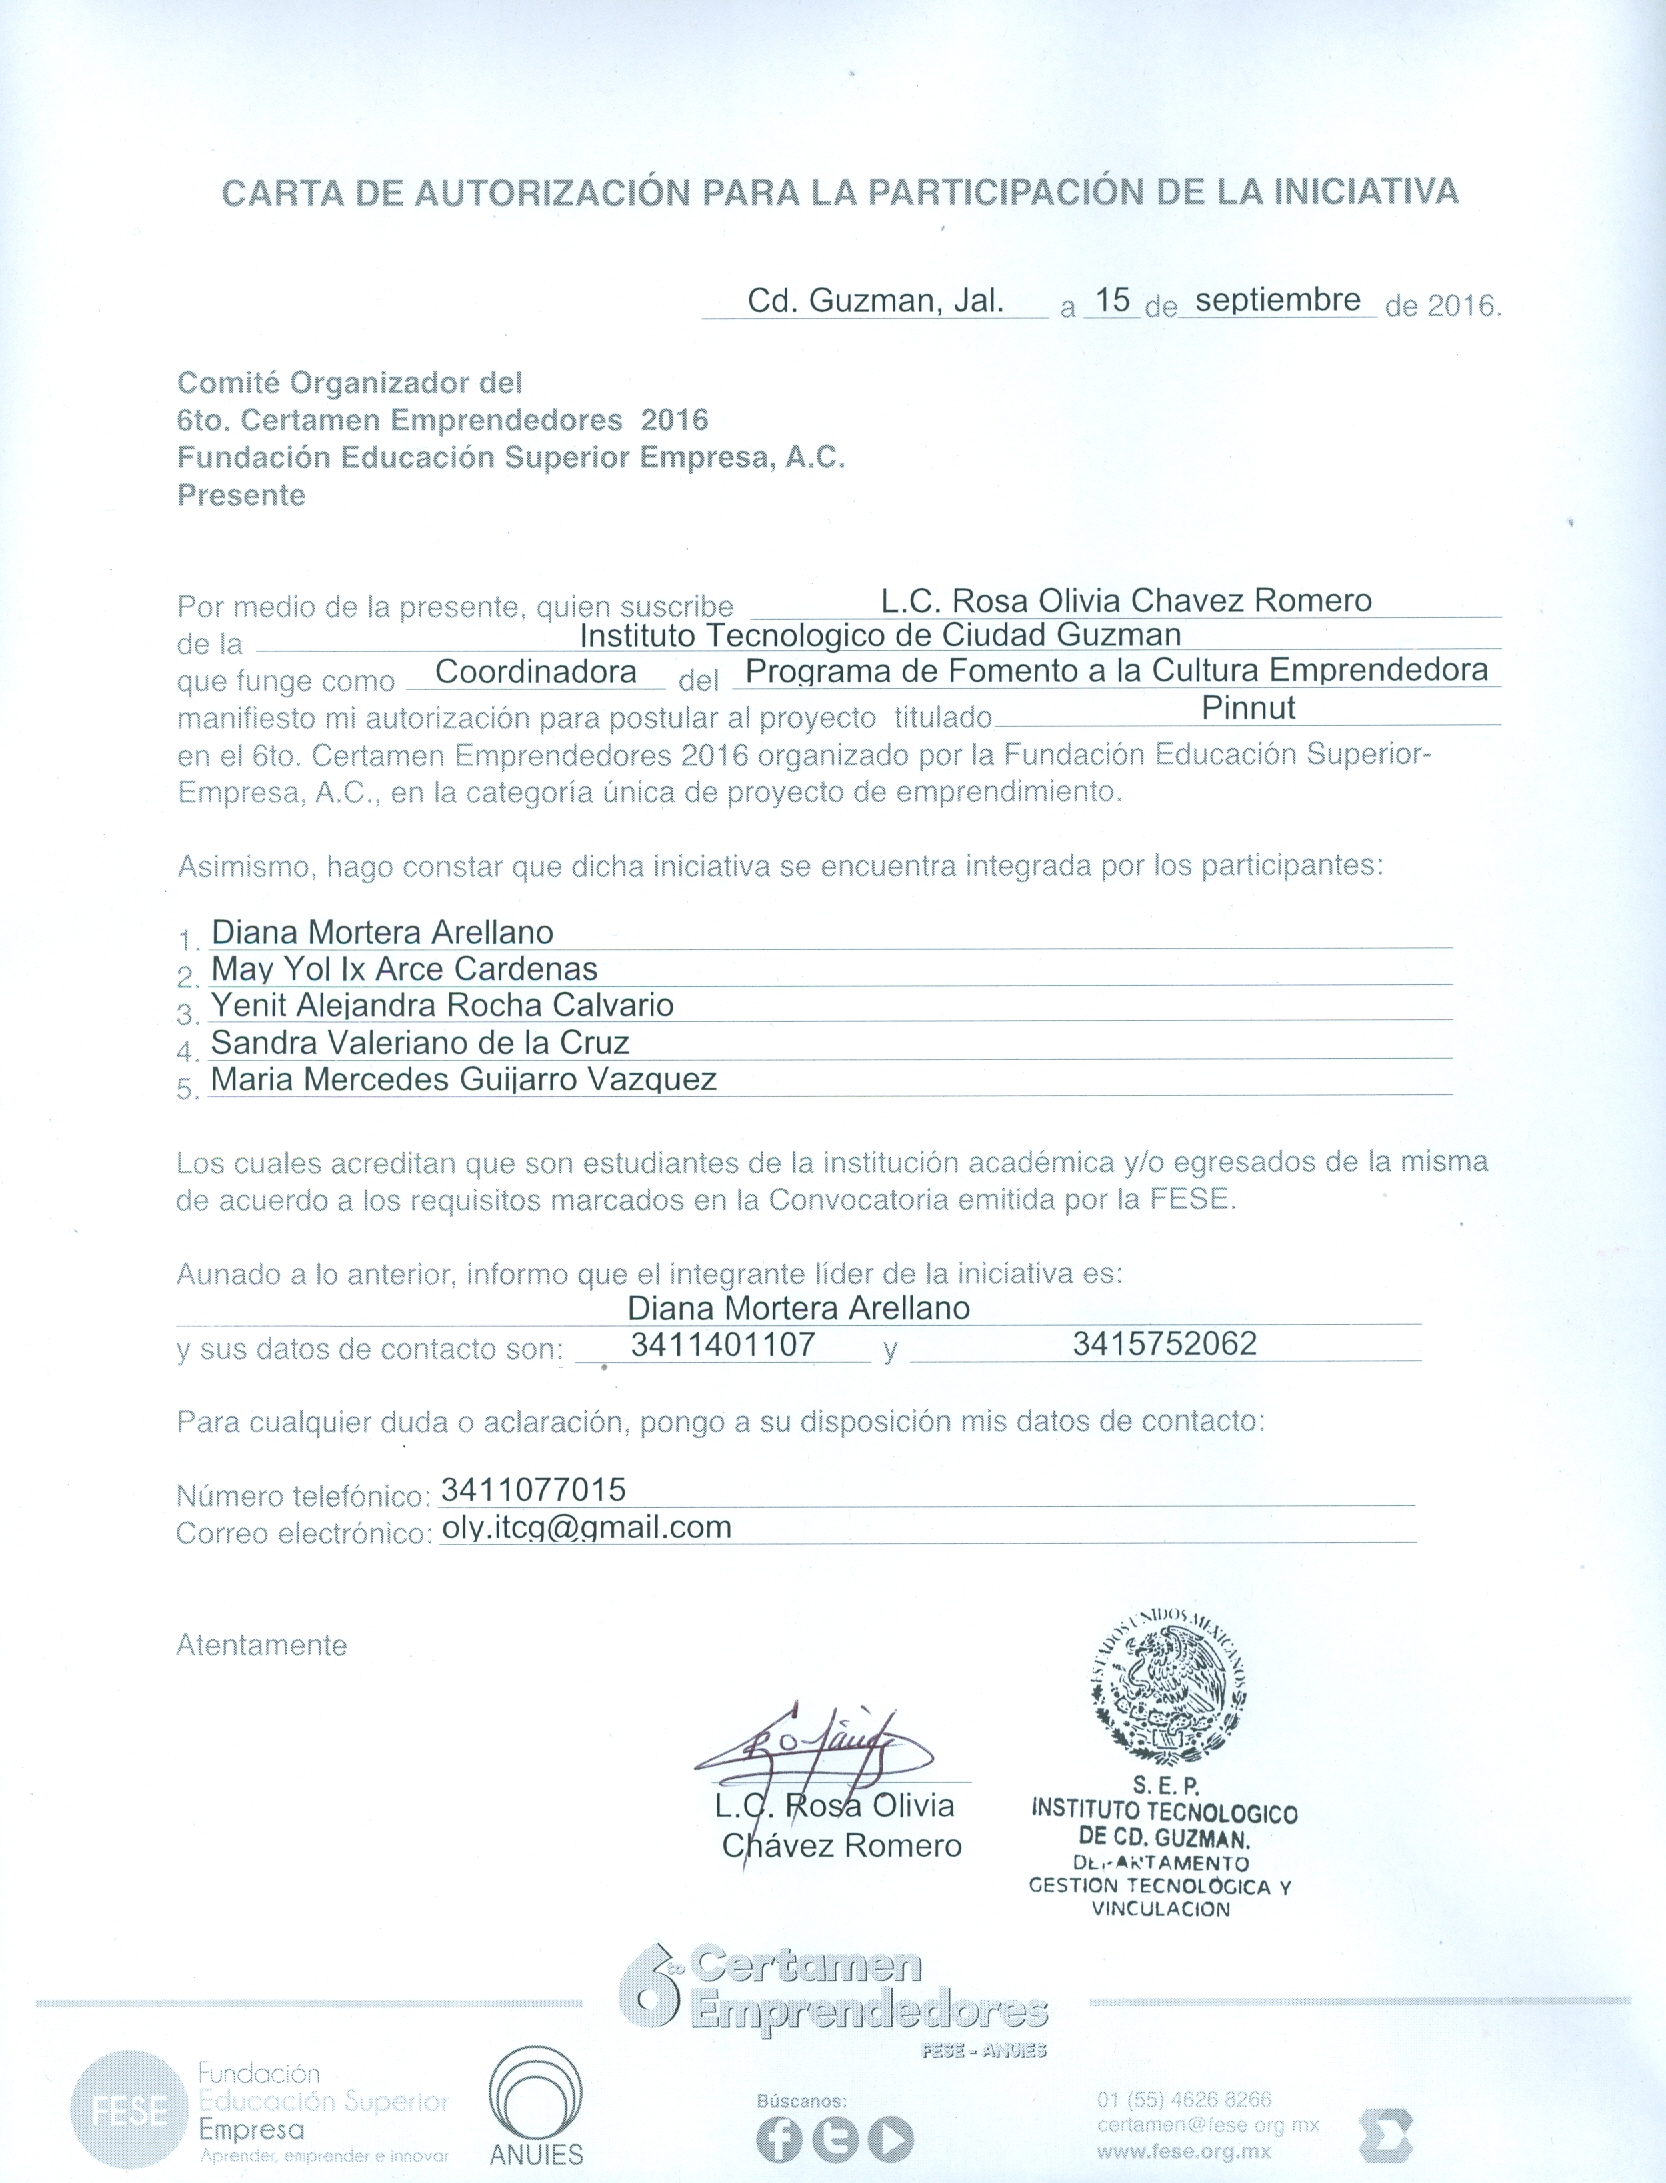 CARTA DE AUTORIZACIÓN PARA LA PARTICIPACIÓN DE LA INICIATIVA
Cd. Guzman, Jal. a 15 de septiembre de 2016.
Comité Organizador del
6to. Certamen Emprendedores 2016
Fundación Educación Superior Empresa, A.C.
Presente
Por medio de la presente, quien suscribe L.C. Rosa Olivia Chavez Romero
de la Instituto Tecnologico de Ciudad Guzman
que funge como Coordinadora del Programa de Fomento a la Cultura Emprendedora
manifiesto mi autorización para postular al proyecto titulado Pinnut
en el 6to. Certamen Emprendedores 2016 organizado por la Fundación Educación Superior-
Empresa, A.C., en la categoría única de proyecto de emprendimiento.
Asimismo, hago constar que dicha iniciativa se encuentra integrada por los participantes:
1. Diana Mortera Arellano
2. May Yol Ix Arce Cardenas
3. Yenit Alejandra Rocha Calvario
4. Sandra Valeriano de la Cruz
5. Maria Mercedes Guijarro Vazquez
Los cuales acreditan que son estudiantes de la institución académica y/o egresados de la misma
de acuerdo a los requisitos marcados en la Convocatoria emitida por la FESE.
Aunado a lo anterior, informo que el integrante líder de la iniciativa es:
Diana Mortera Arellano
y sus datos de contacto son: 3411401107 y 3415752062
Para cualquier duda o aclaración, pongo a su disposición mis datos de contacto:
Número telefónico: 3411077015
Correo electrónico: oly.itcg@gmail.com
Atentamente
ESTADOS UNIDOS MEXICANOS
L.C. Rosa Olivia
Chávez Romero
S. E. P.
INSTITUTO TECNOLOGICO
DE CD. GUZMAN.
DEPARTAMENTO
GESTION TECNOLÓGICA Y
VINCULACION
6to Certamen
Emprendedores
FESE - ANUIES
FESE
Fundación
Educación Superior
Empresa
Aprender, emprender e innovar
ANUIES
Búscanos:
01 (55) 4626 8266
certamen@fese.org.mx
www.fese.org.mx